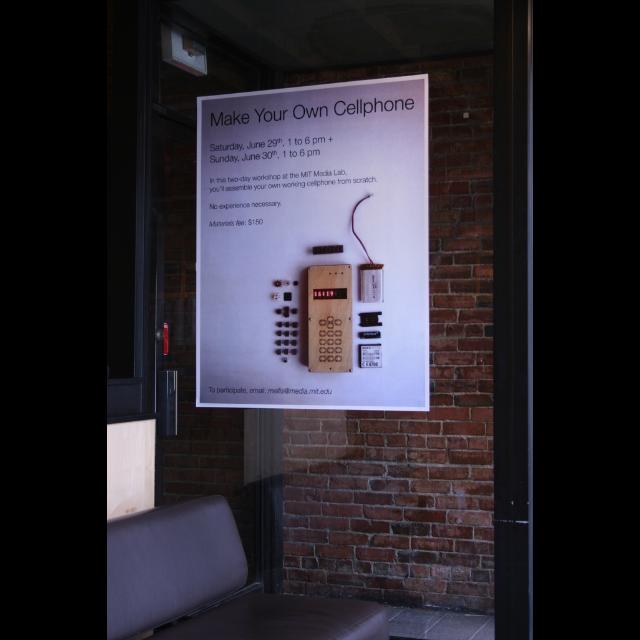 Make Your Own Cellphone
Saturday, June 29th, 1 to 6 pm +
Sunday, June 30th, 1 to 6 pm
In this two-day workshop at the MIT Media Lab,
you'll assemble your own working cellphone from scratch.
No experience necessary.
Materials fee: $150
To participate, email: mellis@media.mit.edu